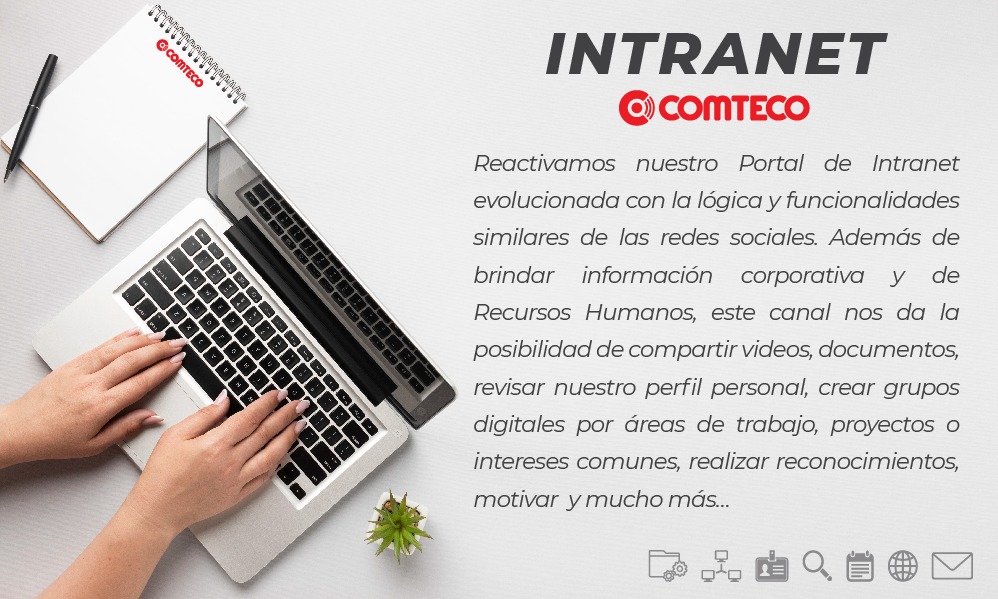 COMTECO
INTRANET
COMTECO
Reactivamos nuestro Portal de Intranet
evolucionada con la lógica y funcionalidades
similares de las redes sociales. Además de
brindar información corporativa y de
Recursos Humanos, este canal nos da la
posibilidad de compartir videos, documentos,
revisar nuestro perfil personal, crear grupos
digitales por áreas de trabajo, proyectos o
intereses comunes, realizar reconocimientos,
motivar y mucho más...